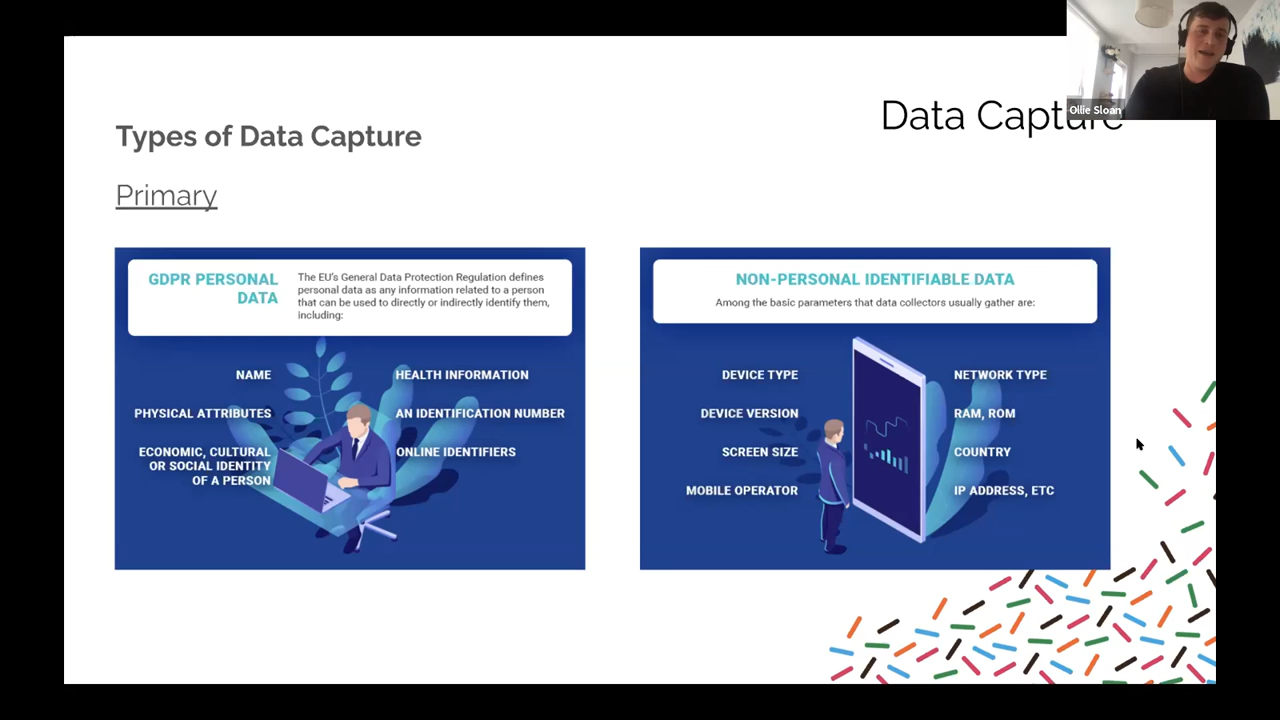 Ollie Sloan
Data Capture
Types of Data Capture
Primary
GDPR PERSONAL
DATA
The EU's General Data Protection Regulation defines
personal data as any information related to a person
that can be used to directly or indirectly identify them,
including:
NAME
HEALTH INFORMATION
PHYSICAL ATTRIBUTES
AN IDENTIFICATION NUMBER
ECONOMIC, CULTURAL
OR SOCIAL IDENTITY
OF A PERSON
ONLINE IDENTIFIERS
NON-PERSONAL IDENTIFIABLE DATA
Among the basic parameters that data collectors usually gather are:
DEVICE TYPE
NETWORK TYPE
DEVICE VERSION
RAM, ROM
SCREEN SIZE
COUNTRY
MOBILE OPERATOR
IP ADDRESS, ETC